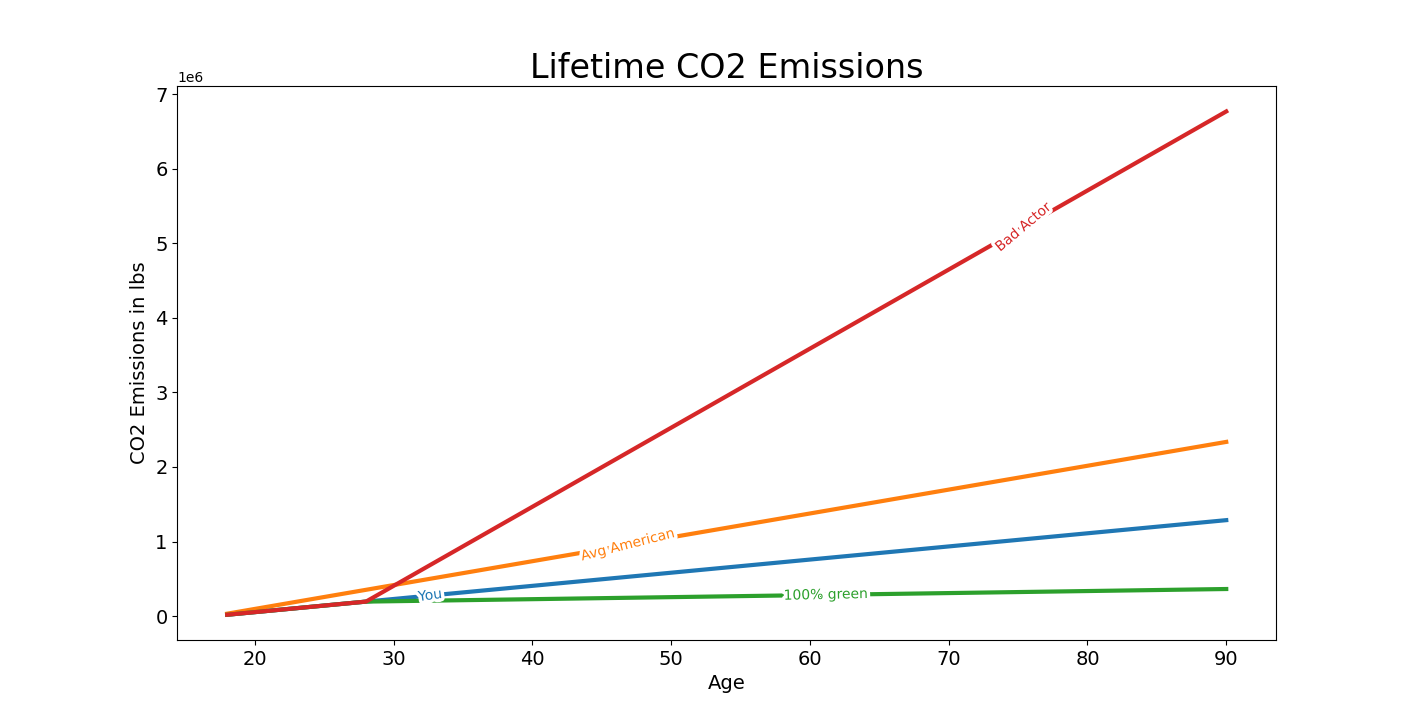 Lifetime CO2 Emissions
1e6
7
6
5
4
3
2
1
0
CO2 Emissions in lbs
Bad Actor
Avg American
You
100% green
20 30 40 50 60 70 80 90
Age